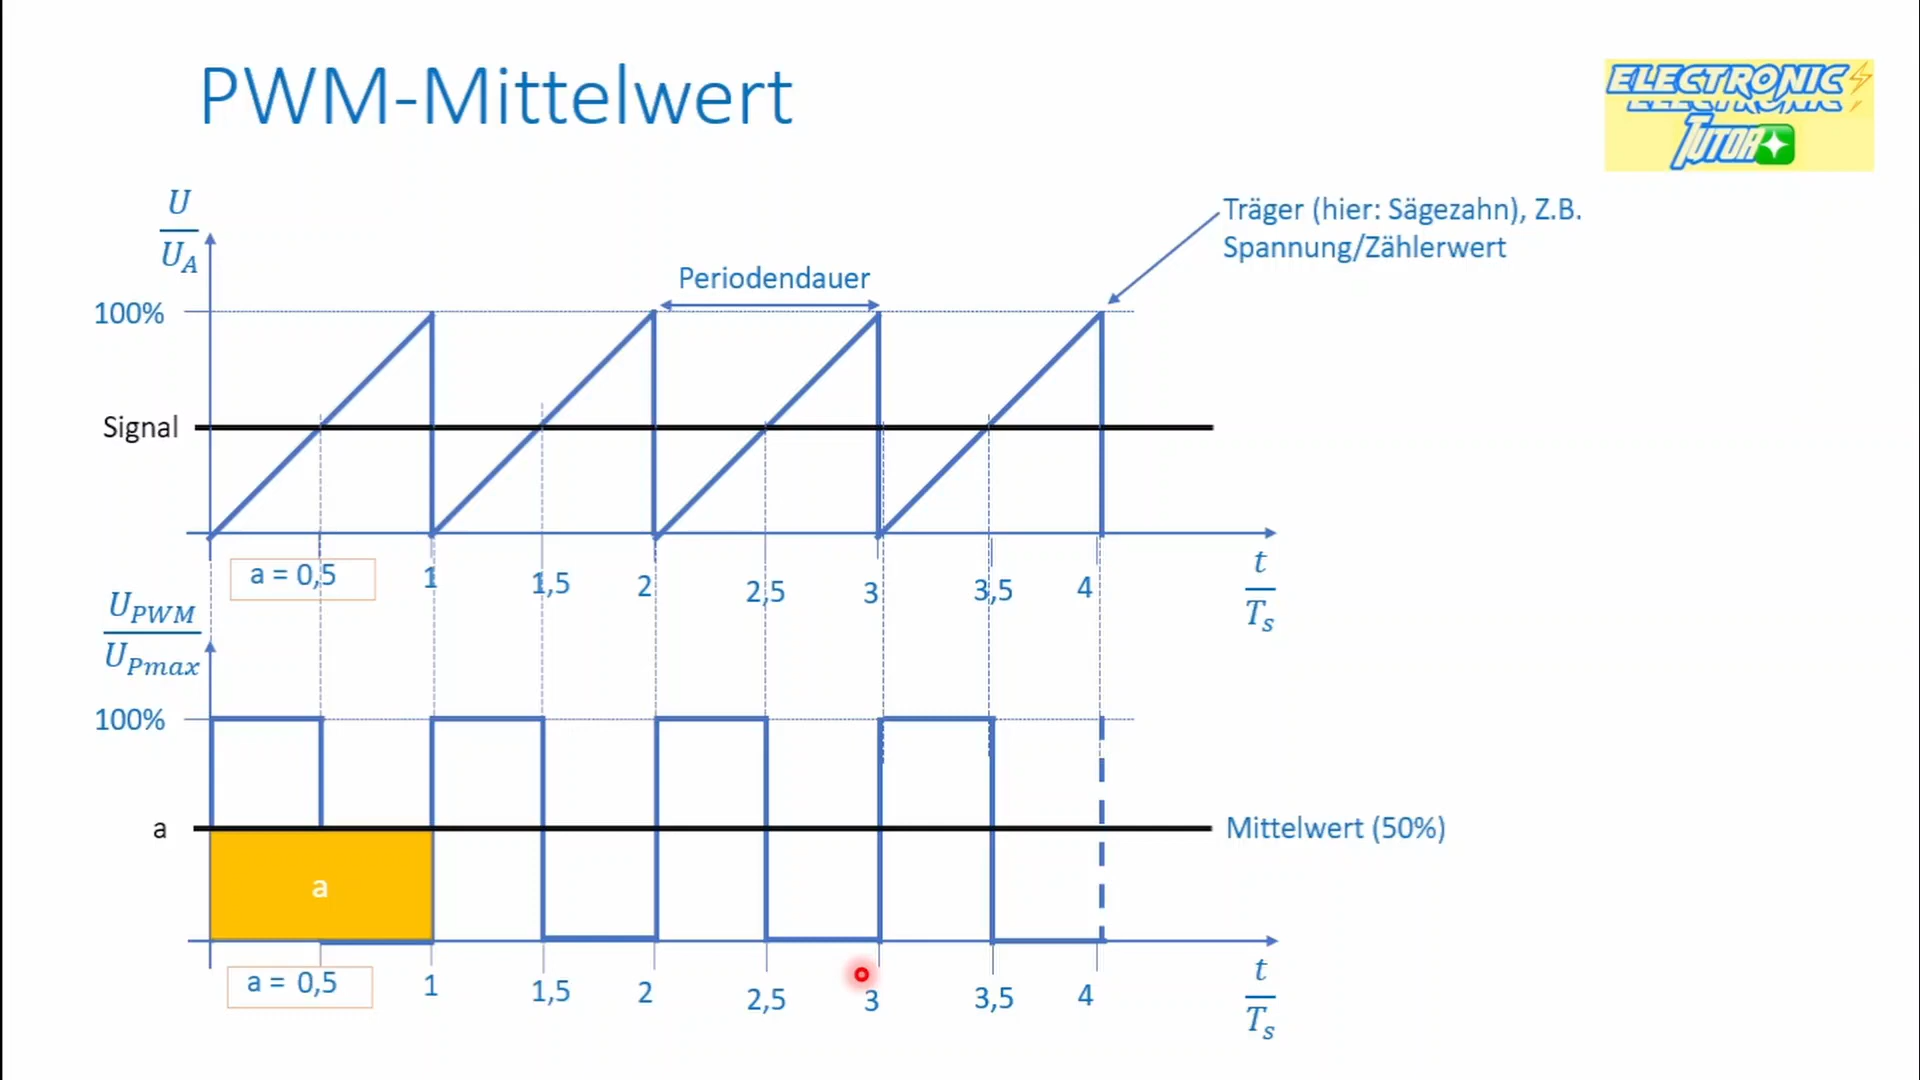 PWM-Mittelwert
ELECTRONIC
ELECTRONIC
TUTOR
U
U_A
Träger (hier: Sägezahn), Z.B.
Spannung/Zählerwert
Periodendauer
100%
Signal
a = 0,5
1
1,5
2
2,5
3
3,5
4
t
T_s
U_PWM
U_Pmax
100%
a
Mittelwert (50%)
a
a = 0,5
1
1,5
2
2,5
3
3,5
4
t
T_s